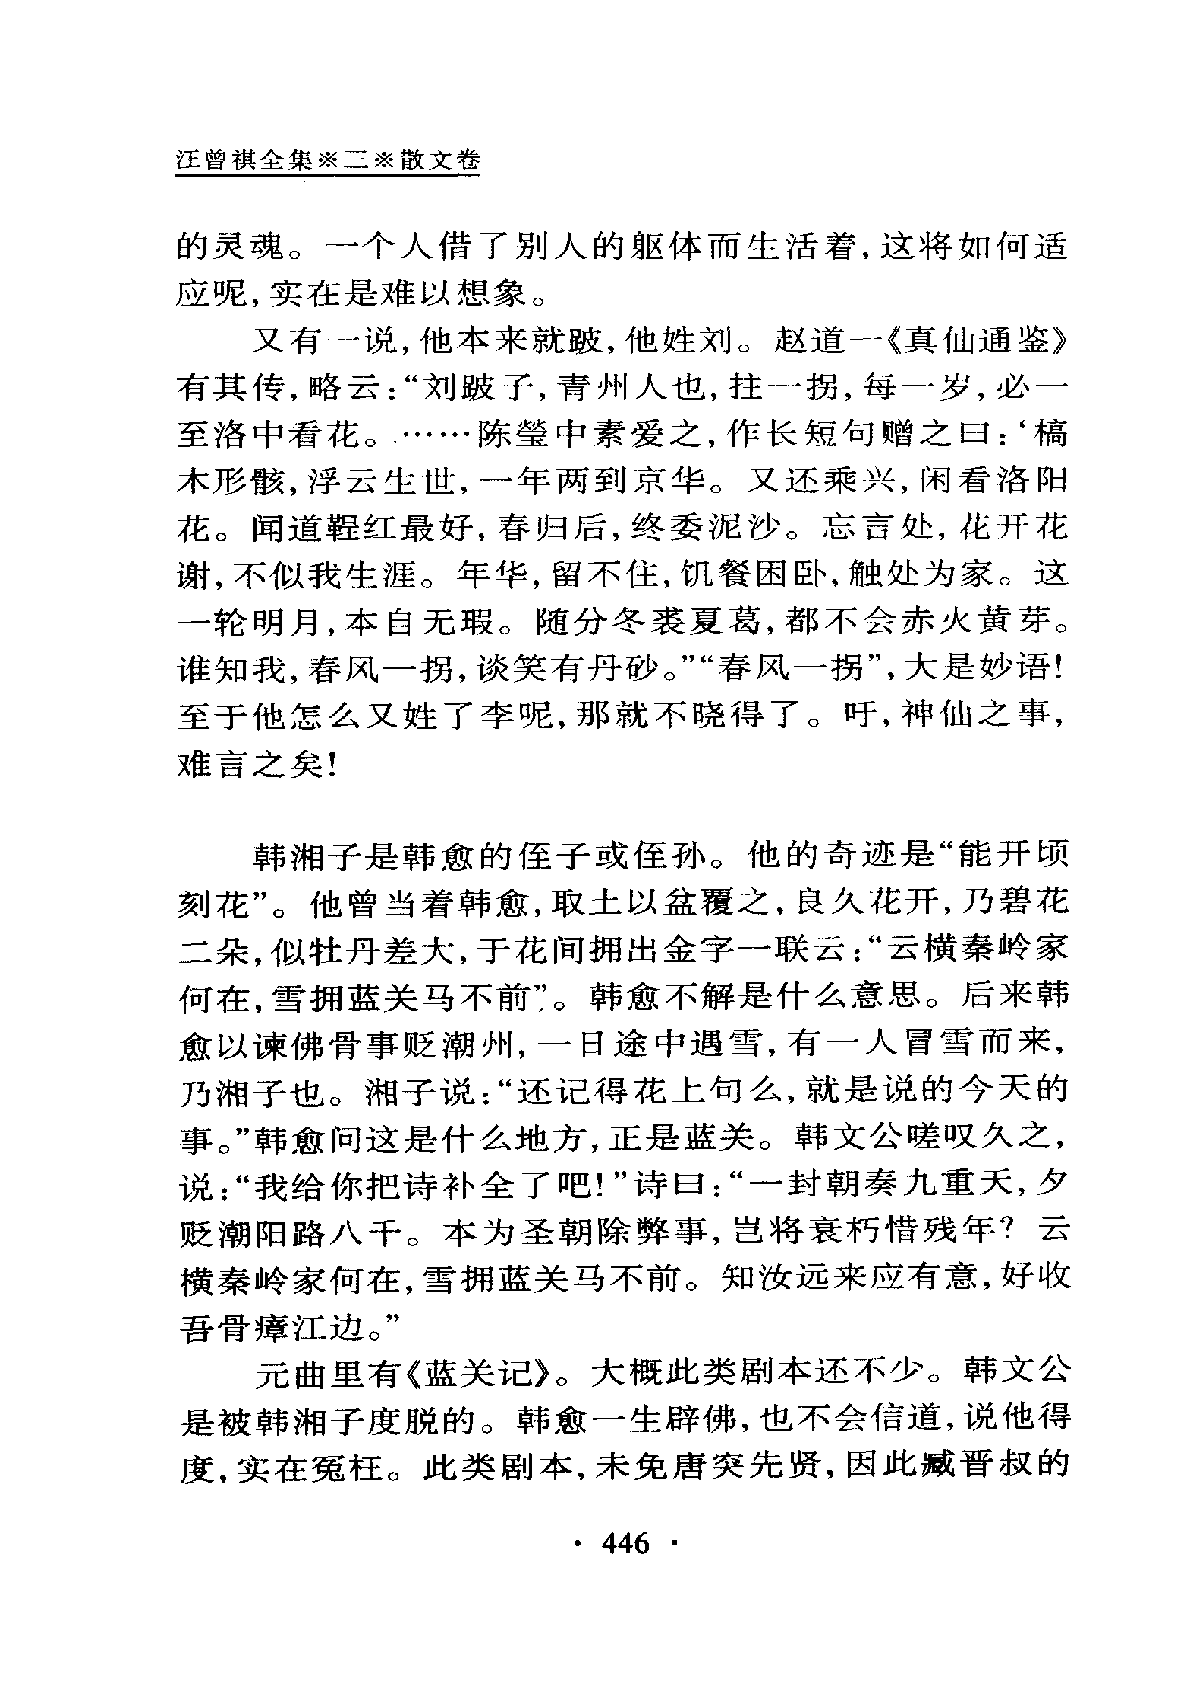 汪曾祺全集※三※散文卷
的灵魂。一个人借了别人的躯体而生活着,这将如何适
应呢,实在是难以想象。
又有一说,他本来就跛,他姓刘。赵道一《真仙通鉴》
有其传,略云:“刘跛子,青州人也,拄一拐,每一岁,必一
至洛中看花。……陈莹中素爱之,作长短句赠之曰:‘槁
木形骸,浮云生世,一年两到京华。又还乘兴,闲看洛阳
花。闻道鞓红最好,春归后,终委泥沙。忘言处,花开花
谢,不似我生涯。年华,留不住,饥餐困卧,触处为家。这
一轮明月,本自无瑕。随分冬裘夏葛,都不会赤火黄芽。
谁知我,春风一拐,谈笑有丹砂。”“春风一拐”,大是妙语!
至于他怎么又姓了李呢,那就不晓得了。吁,神仙之事,
难言之矣!
韩湘子是韩愈的侄子或侄孙。他的奇迹是“能开顷
刻花”。他曾当着韩愈,取土以盆覆之,良久花开,乃碧花
二朵,似牡丹差大,于花间拥出金字一联云:“云横秦岭家
何在,雪拥蓝关马不前”。韩愈不解是什么意思。后来韩
愈以谏佛骨事贬潮州,一日途中遇雪,有一人冒雪而来,
乃湘子也。湘子说:“还记得花上句么,就是说的今天的
事。”韩愈问这是什么地方,正是蓝关。韩文公嗟叹久之,
说:“我给你把诗补全了吧!”诗曰:“一封朝奏九重天,夕
贬潮阳路八千。本为圣朝除弊事,岂将衰朽惜残年?云
横秦岭家何在,雪拥蓝关马不前。知汝远来应有意,好收
吾骨瘴江边。”
元曲里有《蓝关记》。大概此类剧本还不少。韩文公
是被韩湘子度脱的。韩愈一生辟佛,也不会信道,说他得
度,实在冤枉。此类剧本,未免唐突先贤,因此臧晋叔的
· 446 ·